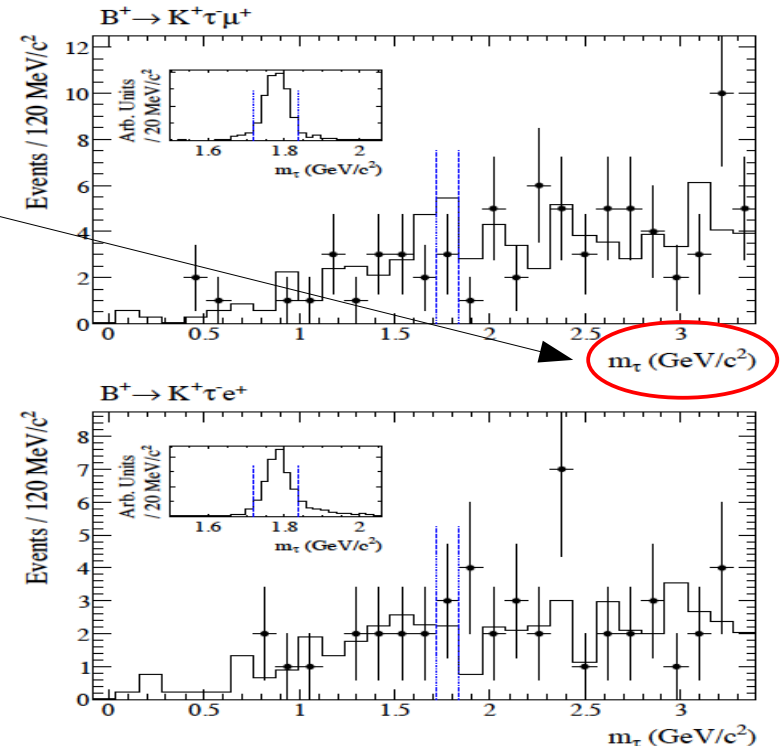 B⁺→ K⁺τ⁻μ⁺
Events / 120 MeV/c²
12
10
8
6
4
2
0
Arb. Units
/ 20 MeV/c²
1.6 1.8 2
m_τ (GeV/c²)
0 0.5 1 1.5 2 2.5 3
m_τ (GeV/c²)
B⁺→ K⁺τ⁻e⁺
Events / 120 MeV/c²
8
7
6
5
4
3
2
1
0
Arb. Units
/ 20 MeV/c²
1.6 1.8 2
m_τ (GeV/c²)
0 0.5 1 1.5 2 2.5 3
m_τ (GeV/c²)